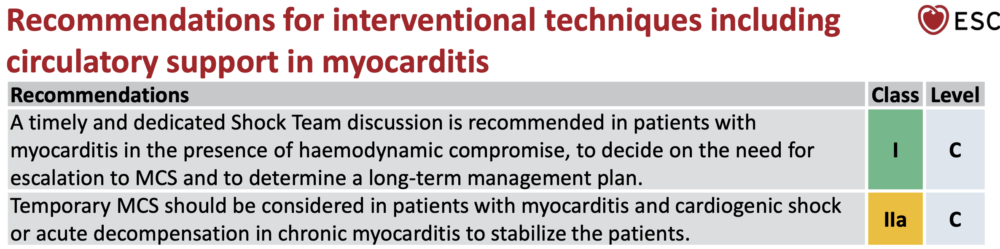 Recommendations for interventional techniques including
circulatory support in myocarditis
ESC
Recommendations Class Level
A timely and dedicated Shock Team discussion is recommended in patients with
myocarditis in the presence of haemodynamic compromise, to decide on the need for
escalation to MCS and to determine a long-term management plan.
I C
Temporary MCS should be considered in patients with myocarditis and cardiogenic shock
or acute decompensation in chronic myocarditis to stabilize the patients.
IIa C